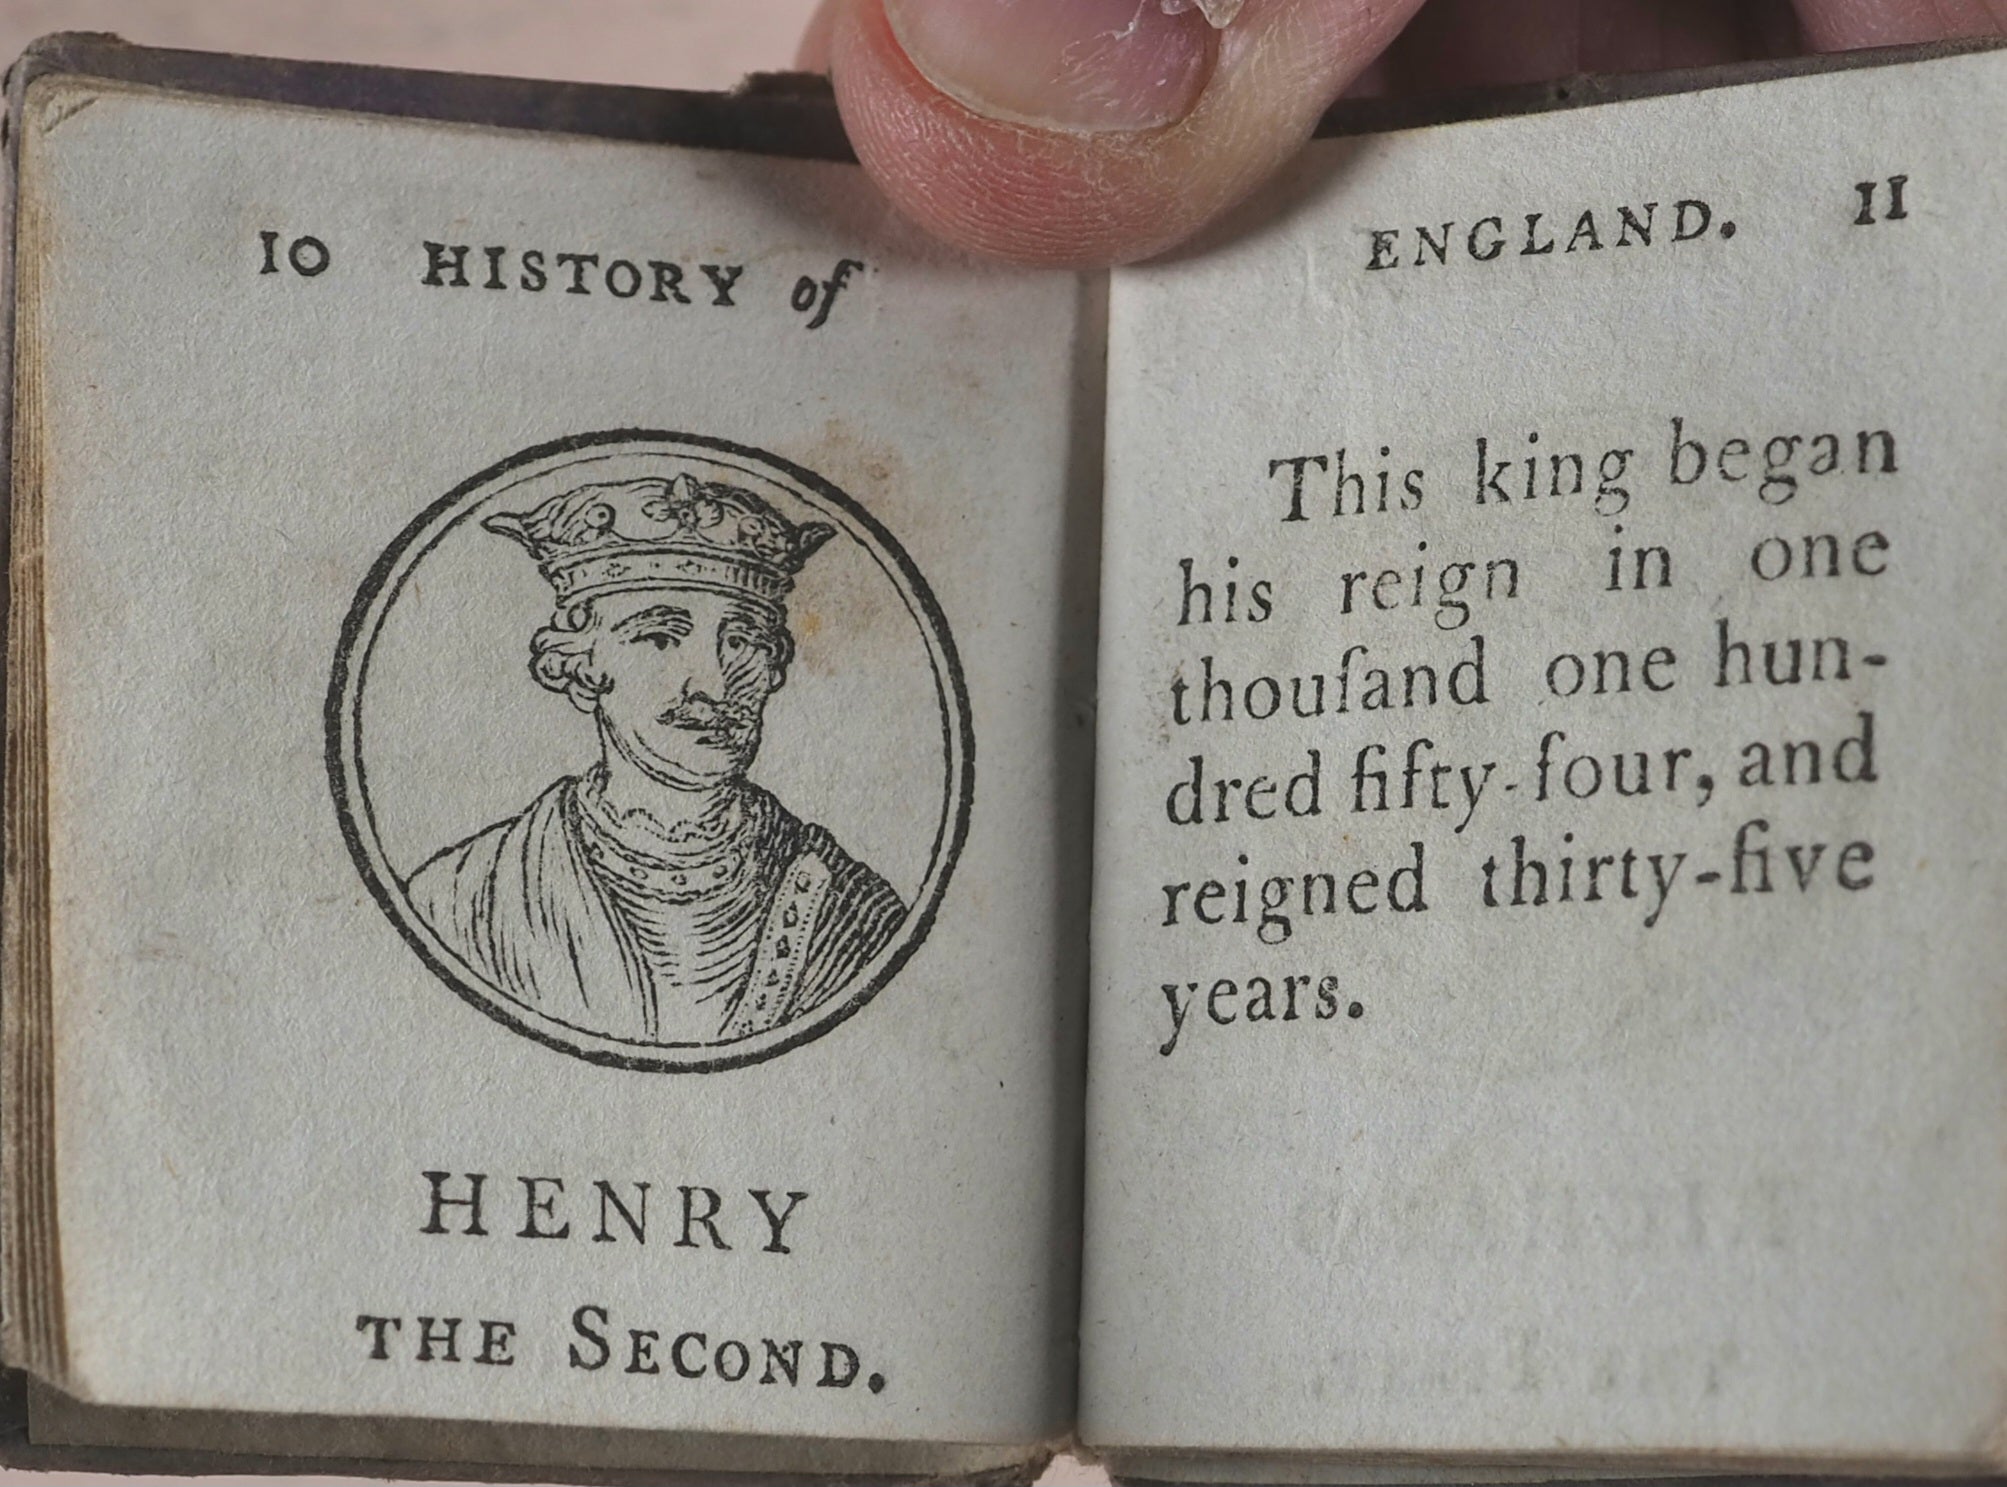 10 HISTORY of
HENRY
THE SECOND.
ENGLAND. 11
This king began
his reign in one
thouſand one hun-
dred fifty-four, and
reigned thirty-five
years.